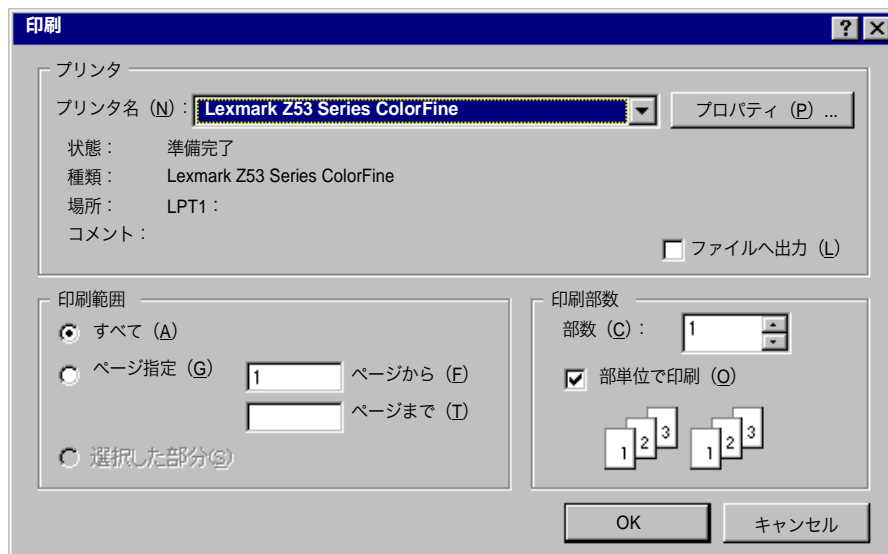 印刷
プリンタ
プリンタ名（N）： Lexmark Z53 Series ColorFine プロパティ（P）...
状態： 準備完了
種類： Lexmark Z53 Series ColorFine
場所： LPT1：
コメント：
ファイルへ出力（L）
印刷範囲
すべて（A）
ページ指定（G） 1 ページから（F）
ページまで（T）
選択した部分(S)
印刷部数
部数（C）： 1
部単位で印刷（O）
1 2 3 1 2 3
OK キャンセル